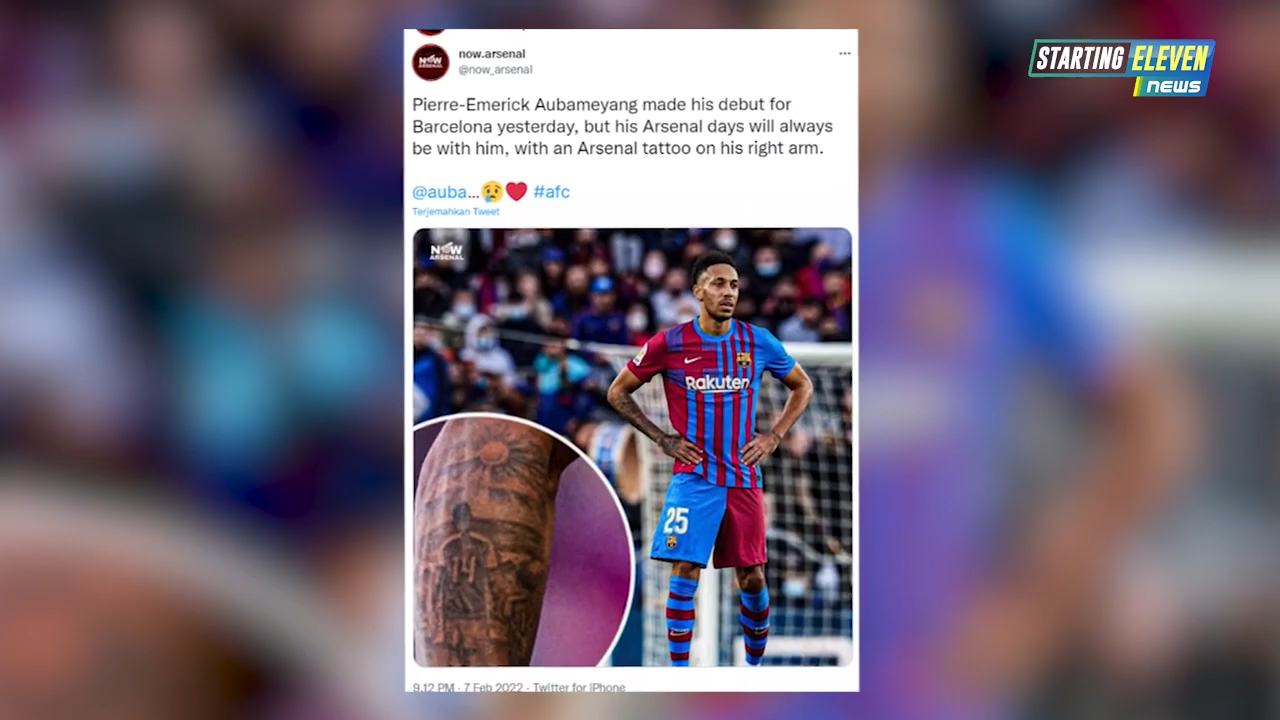 STARTING ELEVEN
NEWS
now.arsenal
@now_arsenal
Pierre-Emerick Aubameyang made his debut for
Barcelona yesterday, but his Arsenal days will always
be with him, with an Arsenal tattoo on his right arm.
@auba...😢❤️ #afc
Terjemahkan Tweet
NOW
ARSENAL
Rakuten
25
14
9.12 PM · 7 Feb 2022 · Twitter for iPhone